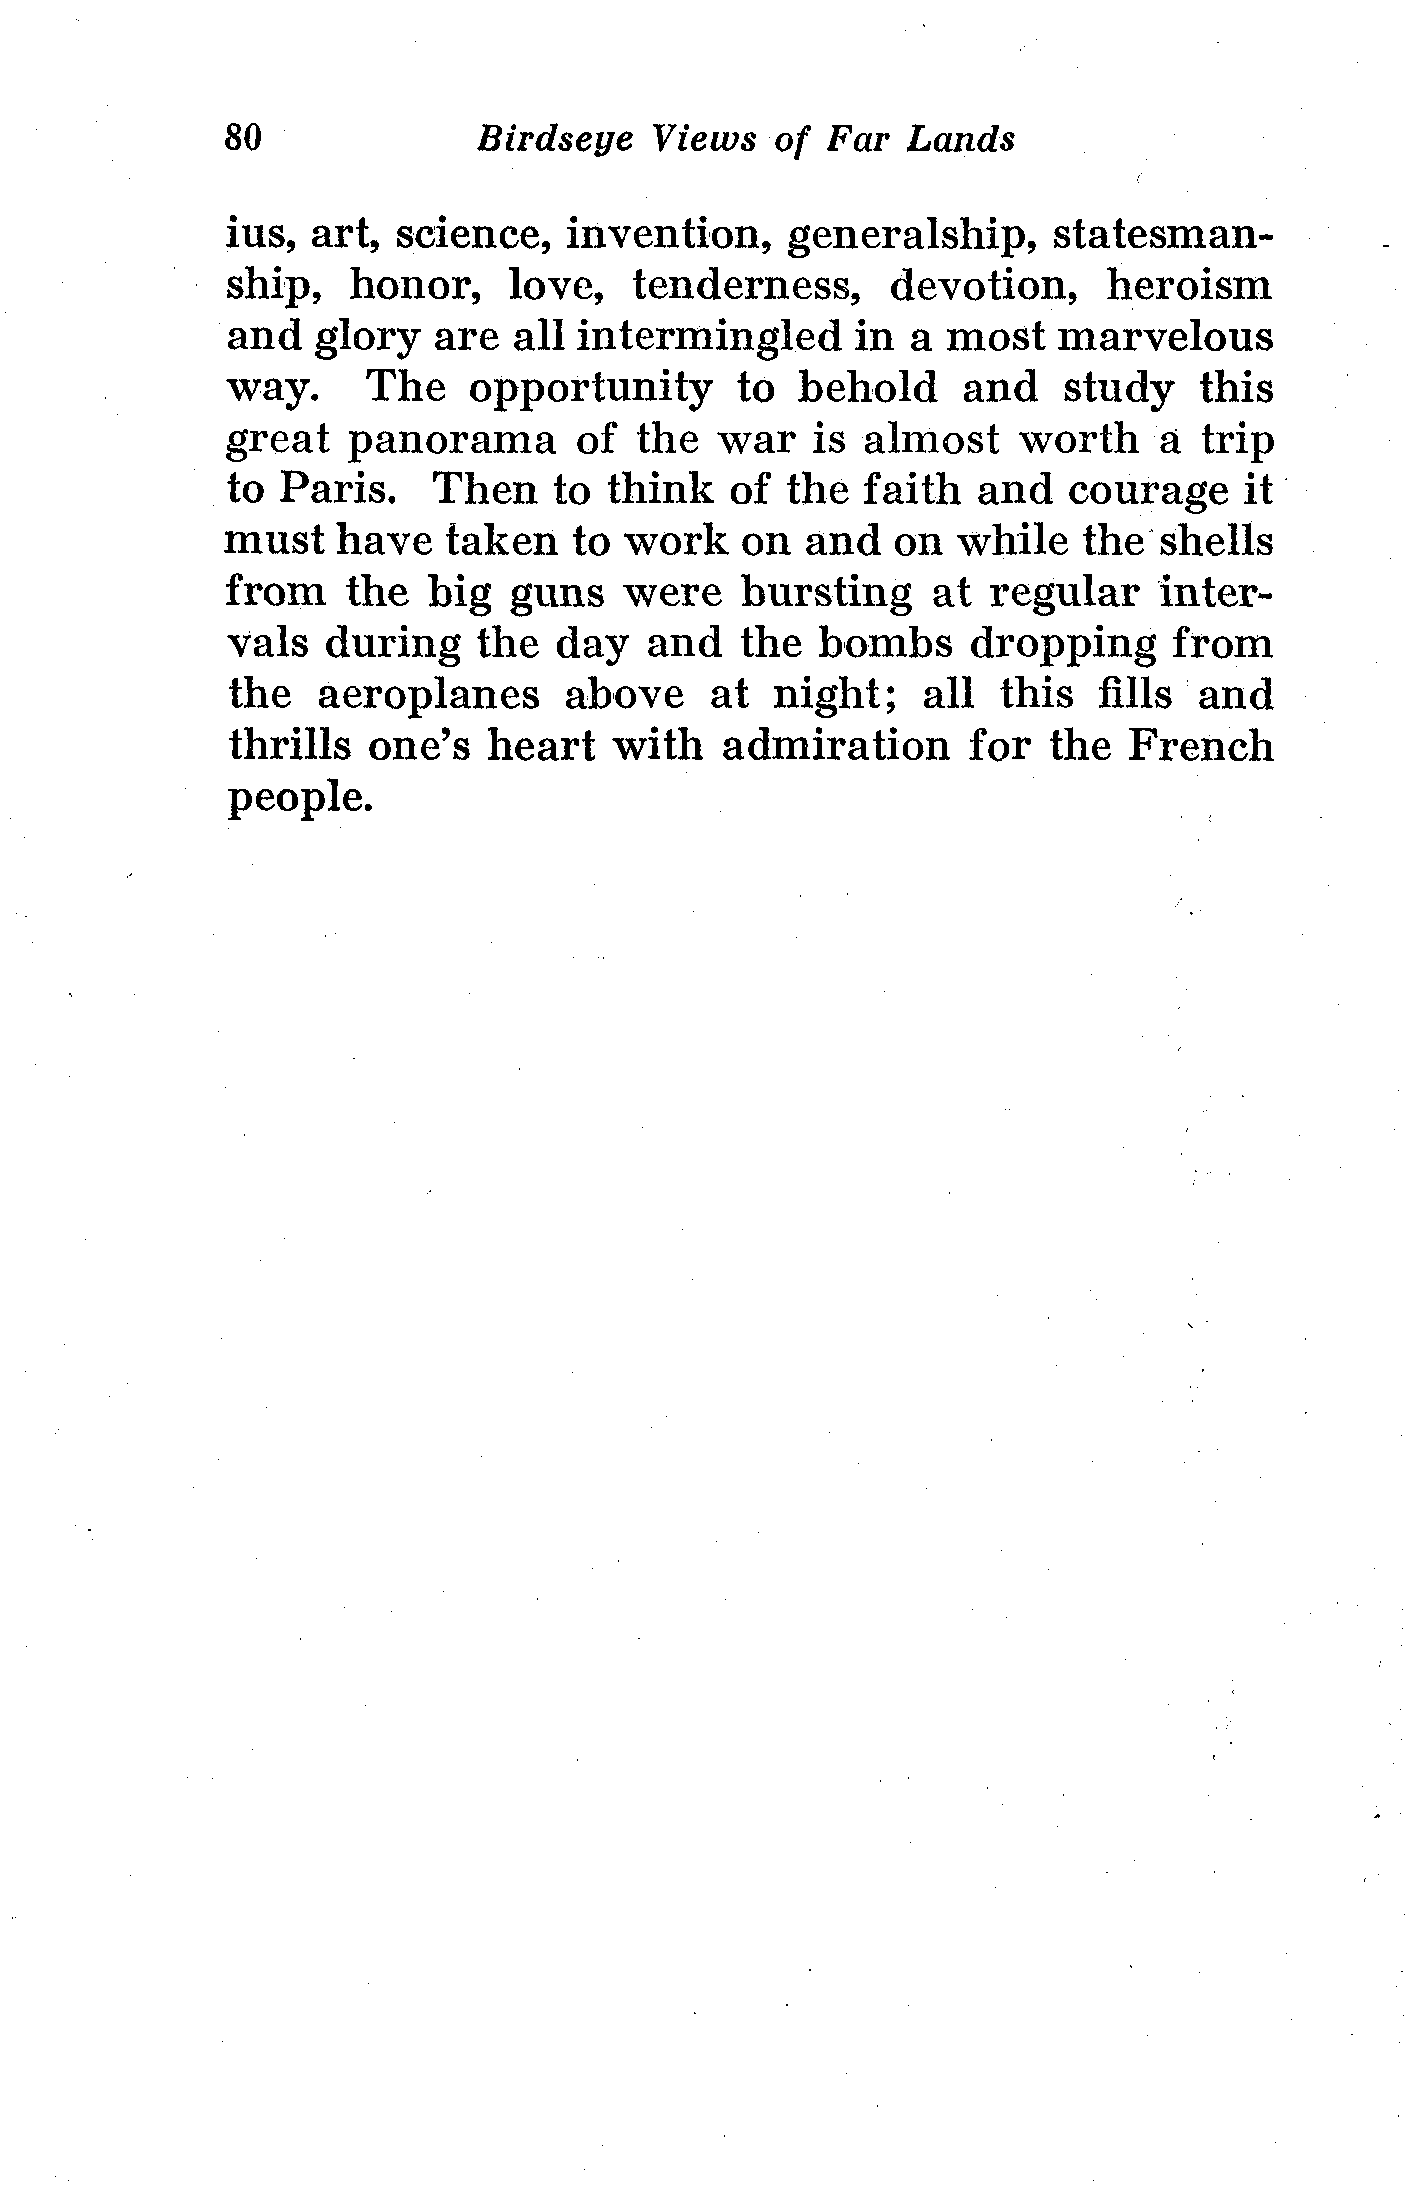 80 Birdseye Views of Far Lands
ius, art, science, invention, generalship, statesman-
ship, honor, love, tenderness, devotion, heroism
and glory are all intermingled in a most marvelous
way. The opportunity to behold and study this
great panorama of the war is almost worth a trip
to Paris. Then to think of the faith and courage it
must have taken to work on and on while the shells
from the big guns were bursting at regular inter-
vals during the day and the bombs dropping from
the aeroplanes above at night; all this fills and
thrills one's heart with admiration for the French
people.